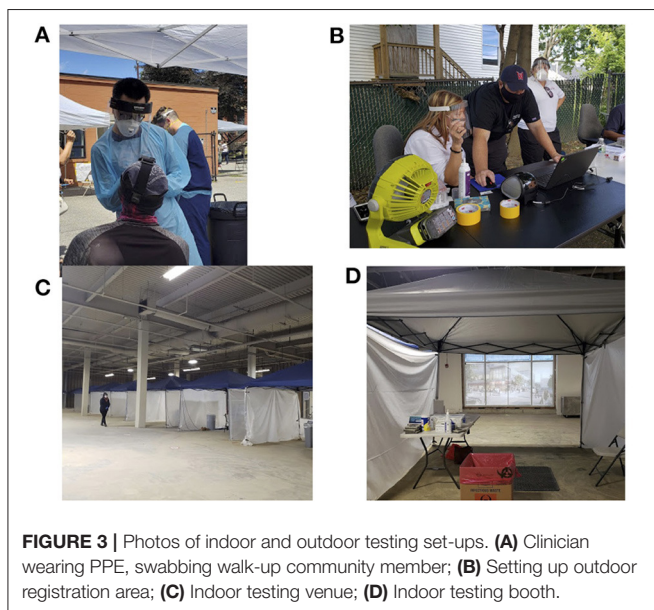 A
B
C
D
FIGURE 3 | Photos of indoor and outdoor testing set-ups. (A) Clinician
wearing PPE, swabbing walk-up community member; (B) Setting up outdoor
registration area; (C) Indoor testing venue; (D) Indoor testing booth.